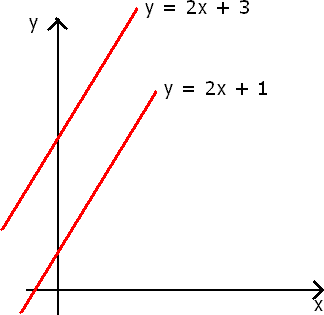 y = 2x + 3
y
y = 2x + 1
x